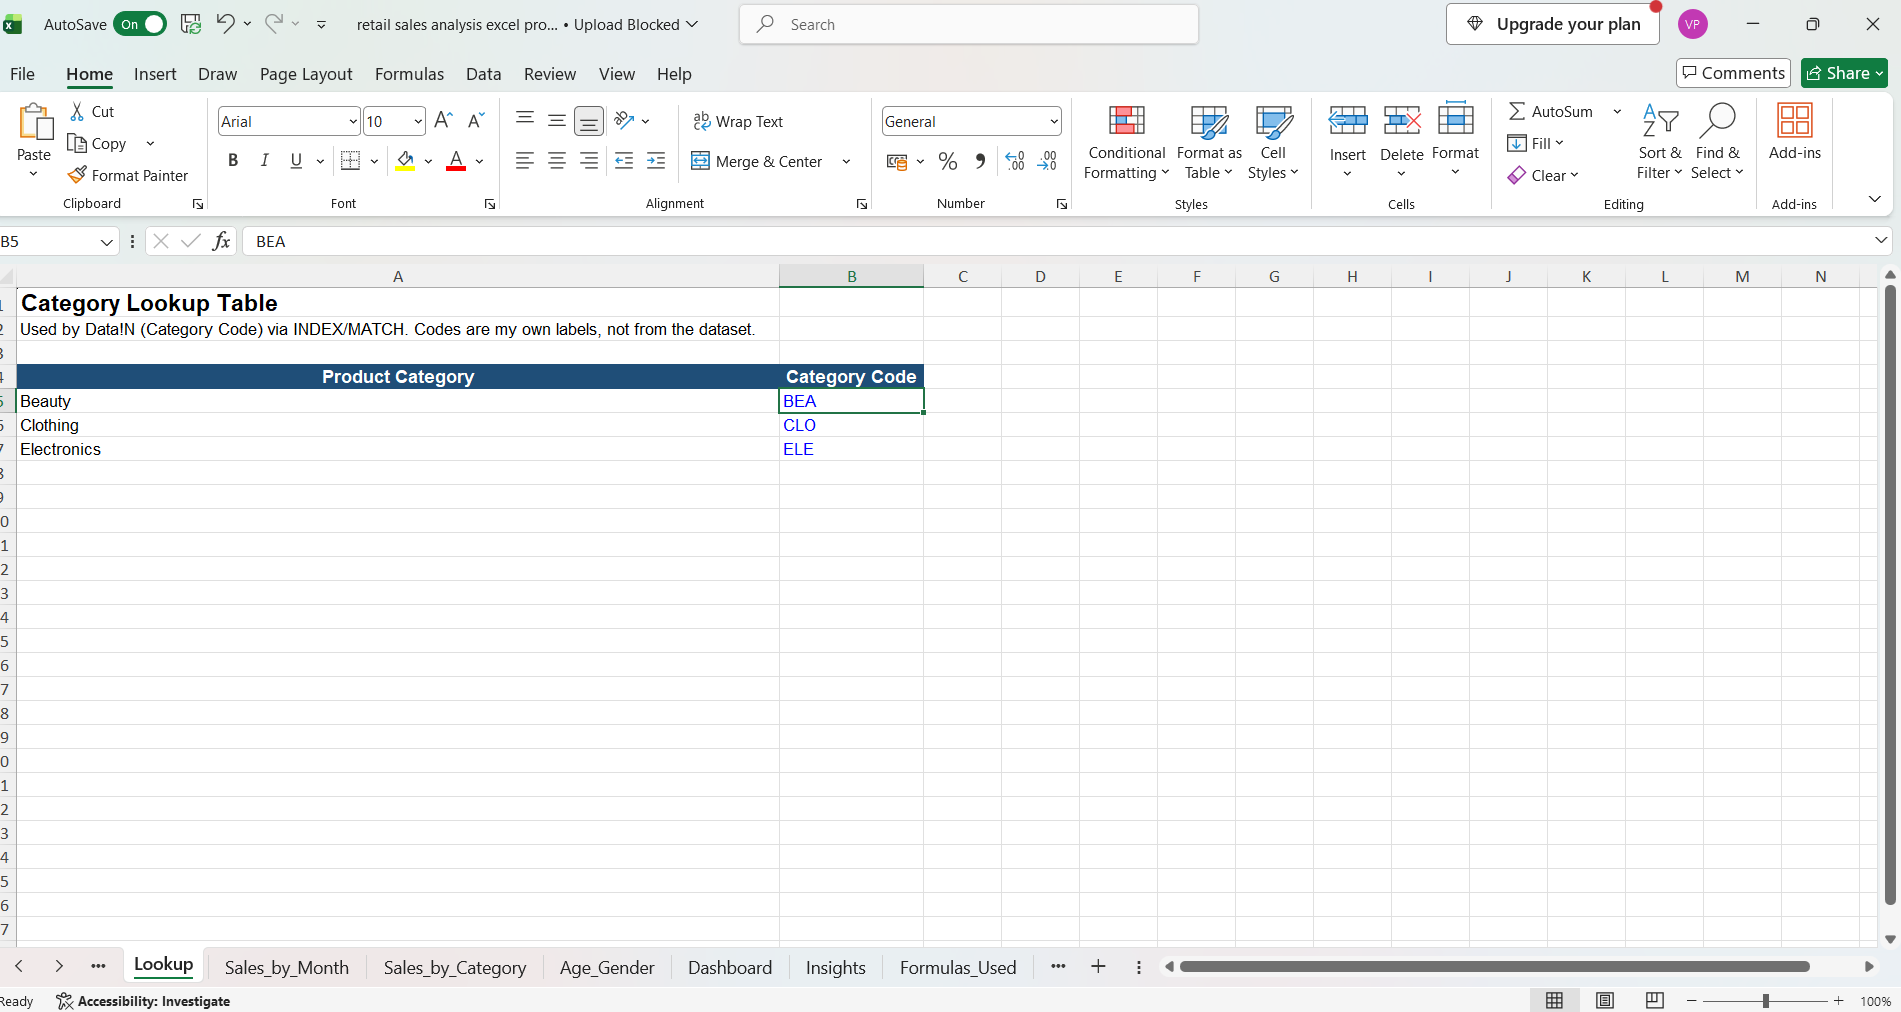 AutoSave On retail sales analysis excel pro... • Upload Blocked Search Upgrade your plan VP
File Home Insert Draw Page Layout Formulas Data Review View Help Comments Share
Paste
Cut
Copy
Format Painter
Clipboard
Arial 10
B I U A
Font
Wrap Text
Merge & Center
Alignment
General
Number
Conditional Formatting
Format as Table
Cell Styles
Styles
Insert
Delete
Format
Cells
AutoSum
Fill
Clear
Sort & Filter
Find & Select
Editing
Add-ins
Add-ins
B5 fx BEA
A B C D E F G H I J K L M N
Category Lookup Table
Used by Data!N (Category Code) via INDEX/MATCH. Codes are my own labels, not from the dataset.
Product Category Category Code
Beauty BEA
Clothing CLO
Electronics ELE
Lookup Sales_by_Month Sales_by_Category Age_Gender Dashboard Insights Formulas_Used
Ready Accessibility: Investigate 100%